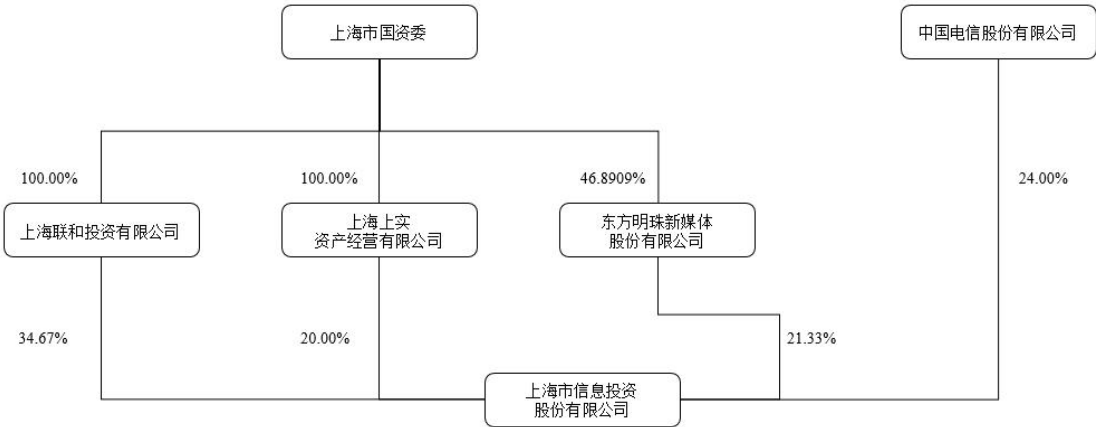 上海市国资委
中国电信股份有限公司
100.00%
100.00%
46.8909%
24.00%
上海联和投资有限公司
上海上实
资产经营有限公司
东方明珠新媒体
股份有限公司
34.67%
20.00%
21.33%
上海市信息投资
股份有限公司